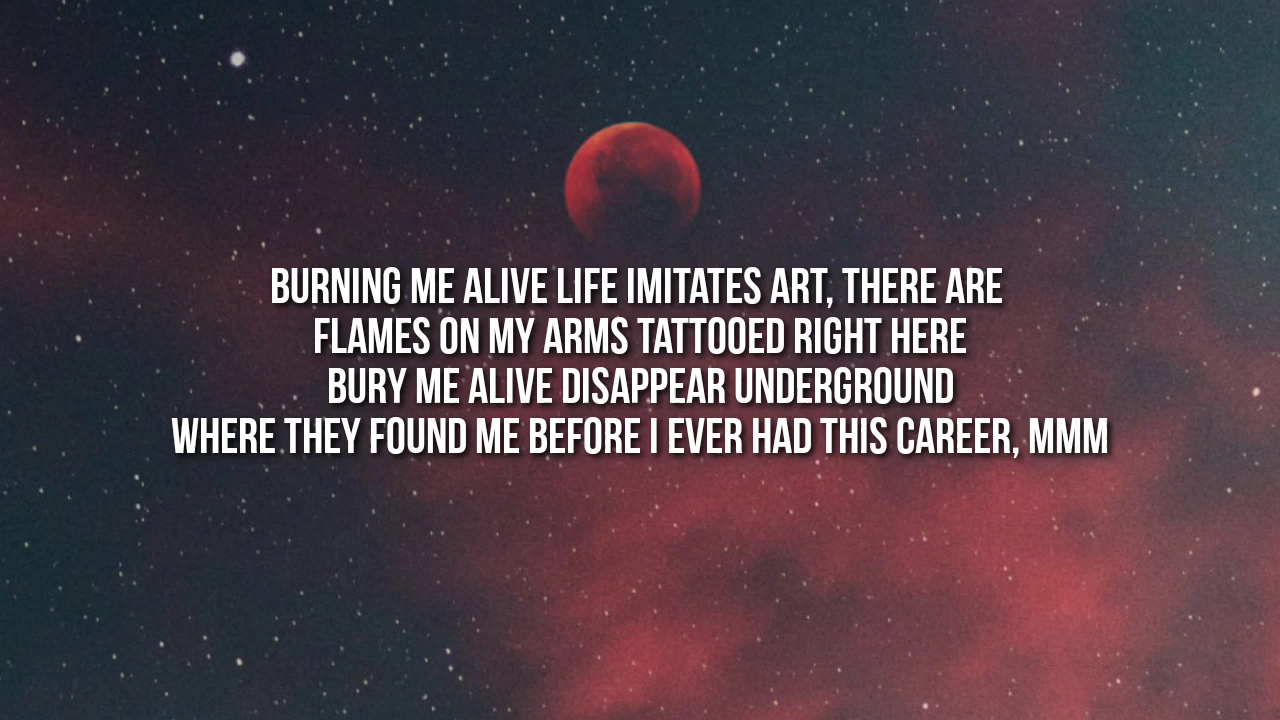 BURNING ME ALIVE LIFE IMITATES ART, THERE ARE
FLAMES ON MY ARMS TATTOOED RIGHT HERE
BURY ME ALIVE DISAPPEAR UNDERGROUND
WHERE THEY FOUND ME BEFORE I EVER HAD THIS CAREER, MMM